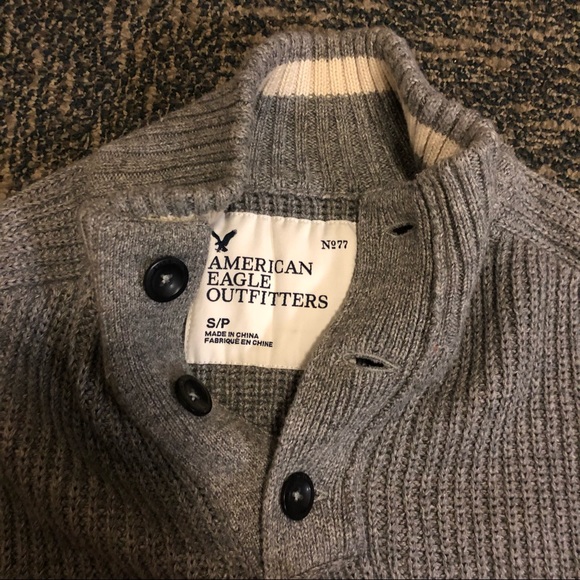 Nº77
AMERICAN
EAGLE
OUTFITTERS
S/P
MADE IN CHINA
FABRIQUÉ EN CHINE